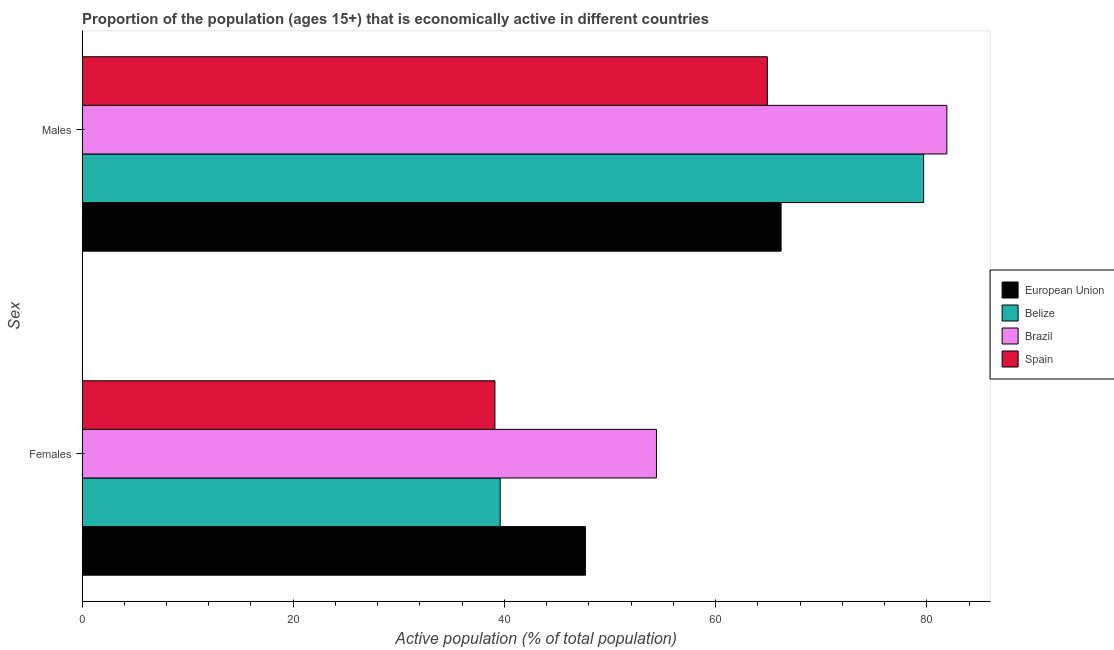 Proportion of the population (ages 15+) that is economically active in different countries
Males
Females
Sex
0
20
40
60
80
Active population (% of total population)
European Union
Belize
Brazil
Spain